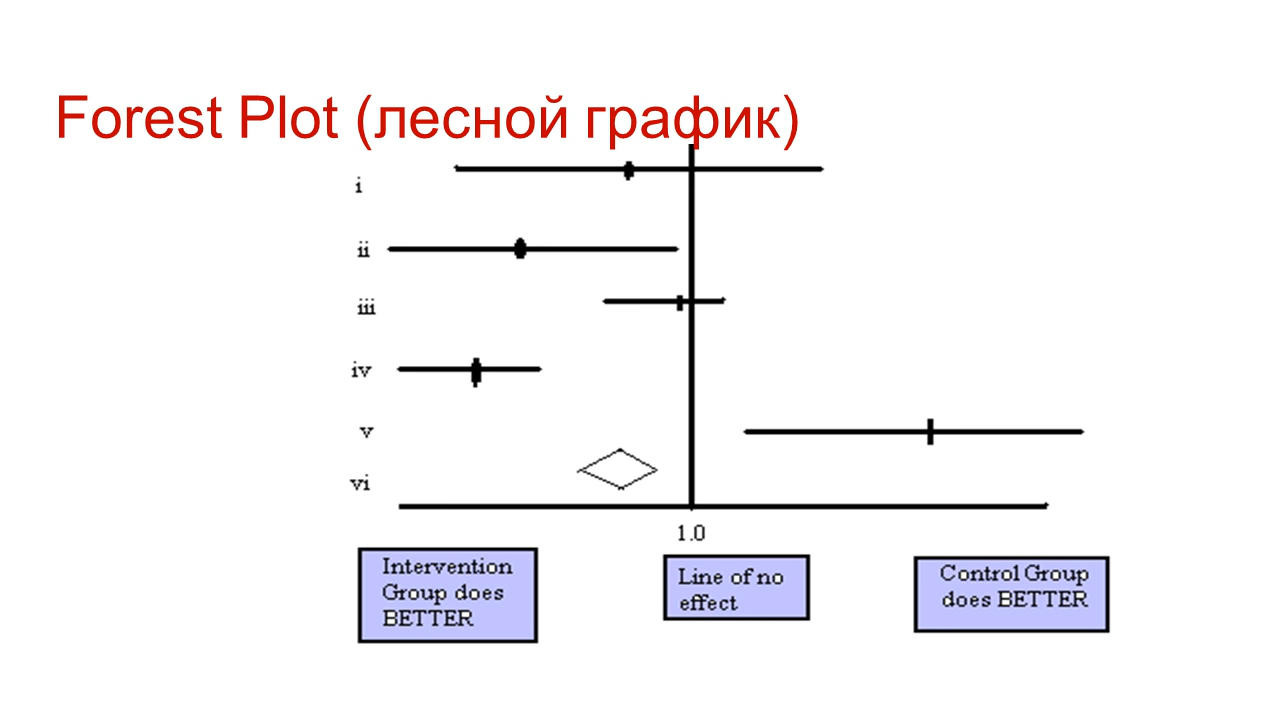 Forest Plot (лесной график)
i
ii
iii
iv
v
vi
1.0
Intervention
Group does
BETTER
Line of no
effect
Control Group
does BETTER